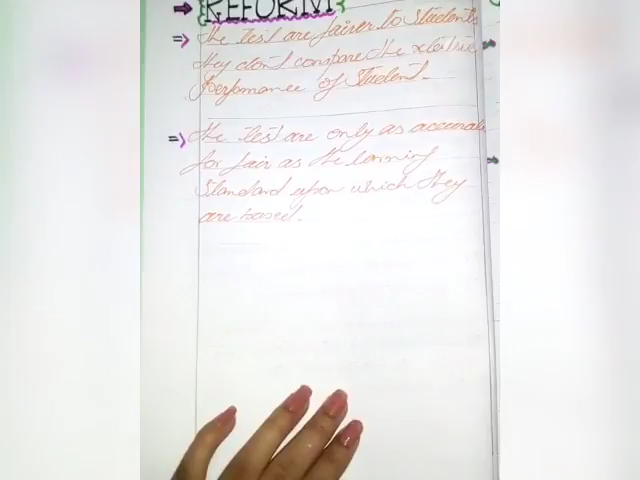 {REFORM}
⇒ The test are fairer to students
they don't compare the relative
Performance of Student.
⇒ The test are only as accurate
for fair as the learning
Standard upon which they
are based.